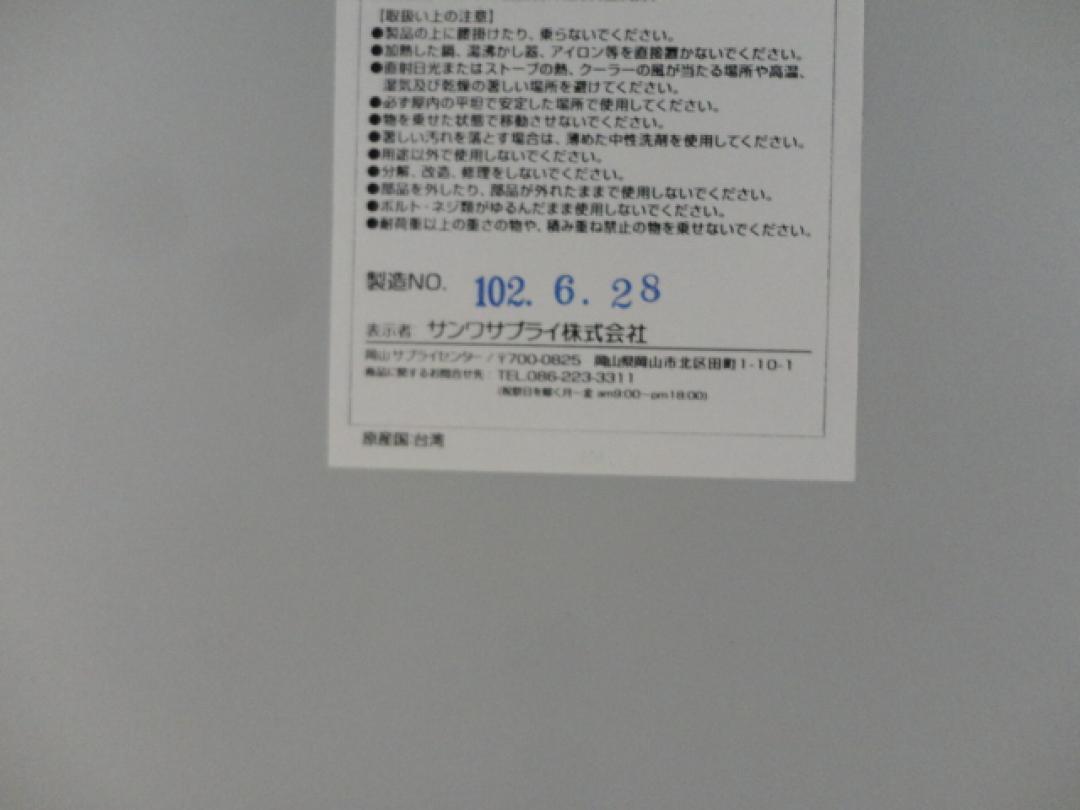 【取扱い上の注意】
●製品の上に腰掛けたり、乗らないでください。
●加熱した鍋、湯沸かし器、アイロン等を直接置かないでください。
●直射日光またはストーブの熱、クーラーの風が当たる場所や高温、
湿気及び乾燥の著しい場所を避けてください。
●必ず屋内の平坦で安定した場所で使用してください。
●物を乗せた状態で移動させないでください。
●著しい汚れを落とす場合は、薄めた中性洗剤を使用してください。
●用途以外で使用しないでください。
●分解、改造、修理をしないでください。
●部品を外したり、部品が外れたままで使用しないでください。
●ボルト・ネジ類がゆるんだまま使用しないでください。
●耐荷重以上の重さの物や、積み重ね禁止の物を乗せないでください。
製造NO. 102. 6. 28
表示者 サンワサプライ株式会社
岡山サプライセンター/〒700-0825 岡山県岡山市北区田町1-10-1
商品に関するお問合せ先:TEL.086-223-3311
(祝祭日を除く月〜金 am9:00〜pm18:00)
原産国:台湾